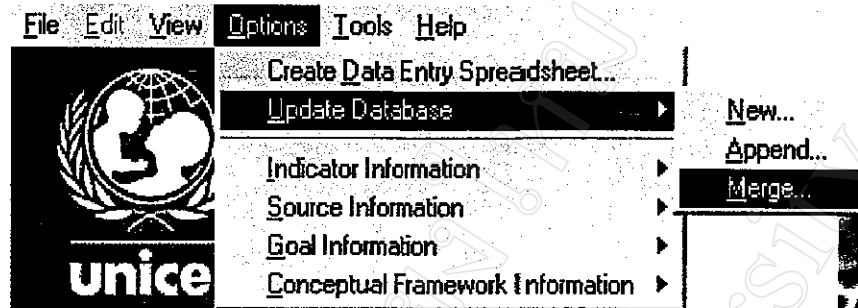 File Edit View Options Tools Help
Create Data Entry Spreadsheet...
Update Database
New...
Append...
Merge...
Indicator Information
Source Information
Goal Information
Conceptual Framework Information
unice